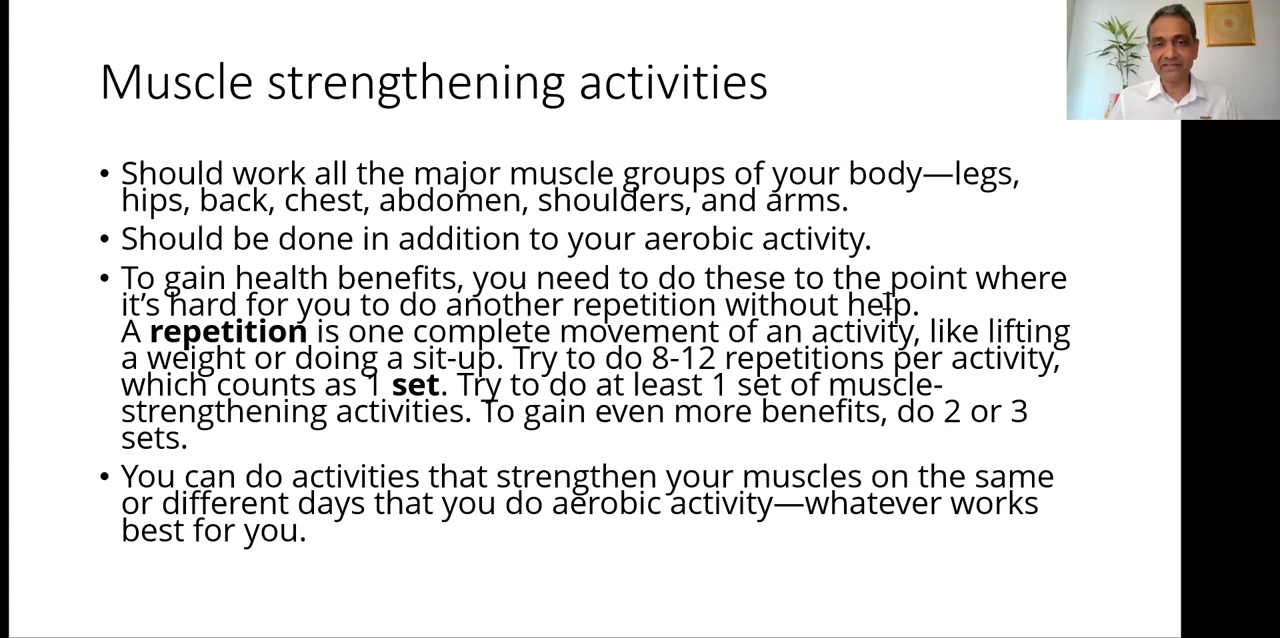 Muscle strengthening activities
• Should work all the major muscle groups of your body—legs,
hips, back, chest, abdomen, shoulders, and arms.
• Should be done in addition to your aerobic activity.
• To gain health benefits, you need to do these to the point where
it’s hard for you to do another repetition without help.
A repetition is one complete movement of an activity, like lifting
a weight or doing a sit-up. Try to do 8-12 repetitions per activity,
which counts as 1 set. Try to do at least 1 set of muscle-
strengthening activities. To gain even more benefits, do 2 or 3
sets.
• You can do activities that strengthen your muscles on the same
or different days that you do aerobic activity—whatever works
best for you.